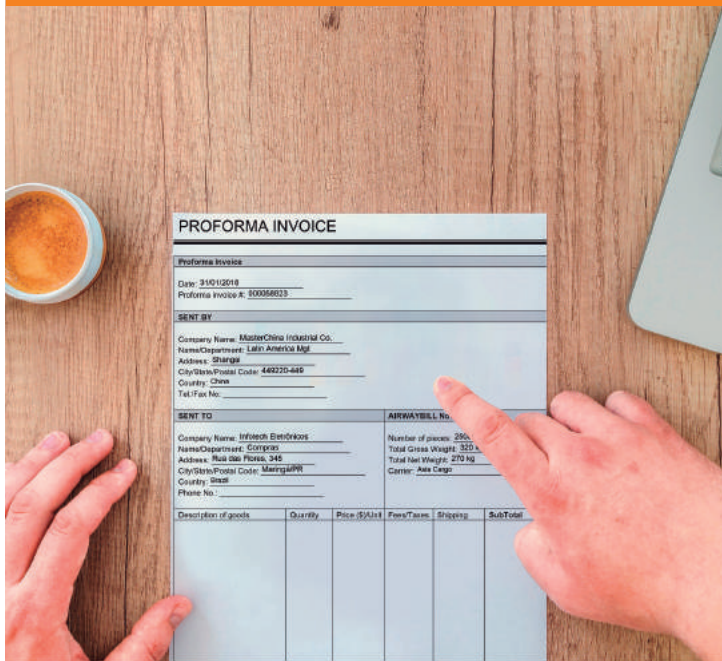 PROFORMA INVOICE
Proforma Invoice
Date: 31/01/2018
Proforma invoice #: 000058823
SENT BY
Company Name: MasterChina Industrial Co.
Name/Department: Latin América Mgt
Address: Shangai
City/State/Postal Code: 449220-449
Country: China
Tel./Fax No.:
SENT TO
Company Name: Infotech Eletrônicos
Name/Department: Compras
Address: Rua das Flores, 345
City/State/Postal Code: Maringá/PR
Country: Brazil
Phone No.:
AIRWAYBILL
Number of pieces:
Total Gross Weight: 320
Total Net Weight: 270 kg
Carrier: Asia Cargo
Description of goods Quantity Price ($)/Unit Fees/Taxes Shipping SubTotal